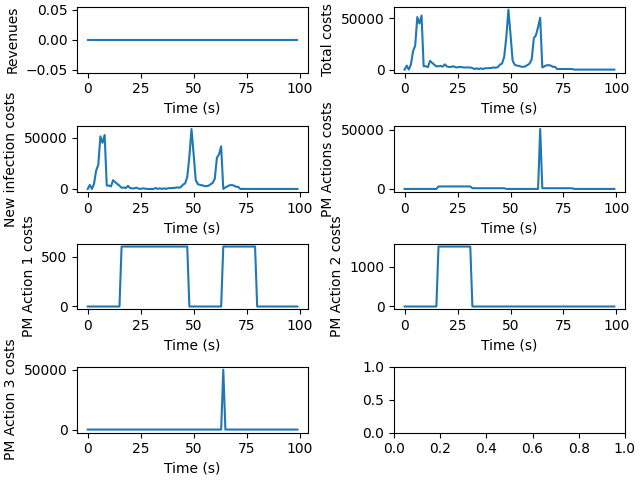 Revenues
0.05
0.00
−0.05
0 25 50 75 100
Time (s)
Total costs
50000
0
0 25 50 75 100
Time (s)
New infection costs
50000
0
0 25 50 75 100
Time (s)
PM Actions costs
50000
0
0 25 50 75 100
Time (s)
PM Action 1 costs
500
0
0 25 50 75 100
Time (s)
PM Action 2 costs
1000
0
0 25 50 75 100
Time (s)
PM Action 3 costs
50000
0
0 25 50 75 100
Time (s)
1.0
0.5
0.0
0.0 0.2 0.4 0.6 0.8 1.0